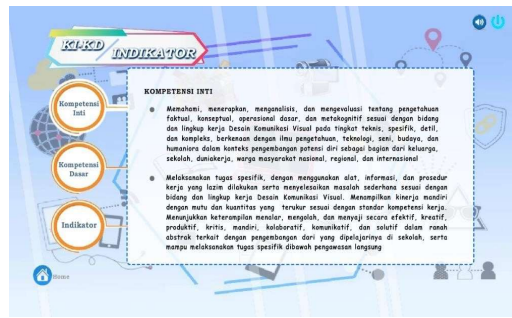 KI-KD
INDIKATOR
Kompetensi
Inti
Kompetensi
Dasar
Indikator
Home
KOMPETENSI INTI
Memahami, menerapkan, menganalisis, dan mengevaluasi tentang pengetahuan
faktual, konseptual, operasional dasar, dan metakognitif sesuai dengan bidang
dan lingkup kerja Desain Komunikasi Visual pada tingkat teknis, spesifik, detil,
dan kompleks, berkenaan dengan ilmu pengetahuan, teknologi, seni, budaya, dan
humaniora dalam konteks pengembangan potensi diri sebagai bagian dari keluarga,
sekolah, duniakerja, warga masyarakat nasional, regional, dan internasional
Melaksanakan tugas spesifik, dengan menggunakan alat, informasi, dan prosedur
kerja yang lazim dilakukan serta menyelesaikan masalah sederhana sesuai dengan
bidang dan lingkup kerja Desain Komunikasi Visual. Menampilkan kinerja mandiri
dengan mutu dan kuantitas yang terukur sesuai dengan standar kompetensi kerja.
Menunjukkan keterampilan menalar, mengolah, dan menyaji secara efektif, kreatif,
produktif, kritis, mandiri, kolaboratif, komunikatif, dan solutif dalam ranah
abstrak terkait dengan pengembangan dari yang dipelajarinya di sekolah, serta
mampu melaksanakan tugas spesifik dibawah pengawasan langsung